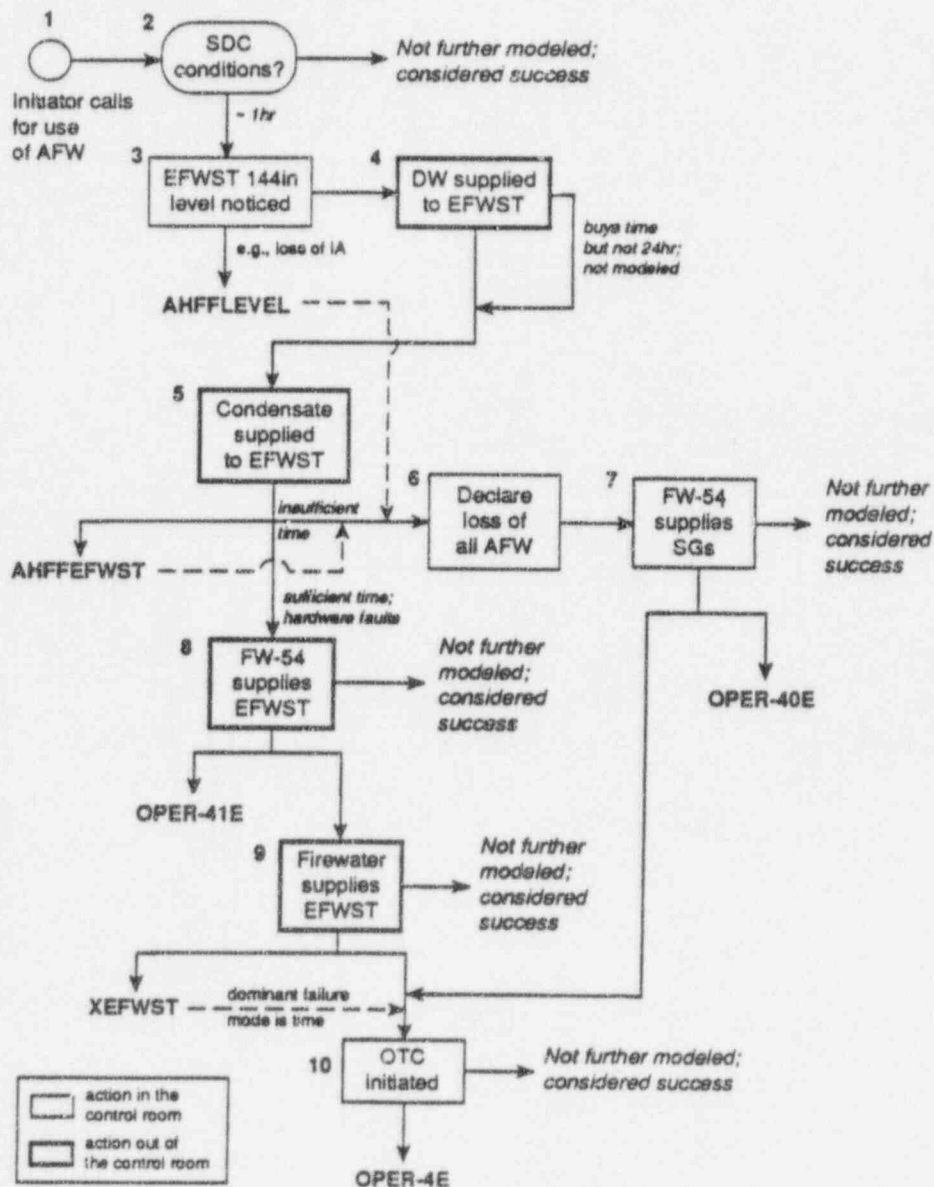 1
Initiator calls
for use
of AFW
2
SDC
conditions?
Not further modeled;
considered success
~ 1hr
3
EFWST 144in
level noticed
4
DW supplied
to EFWST
buys time
but not 24hr;
not modeled
e.g., loss of IA
AHFFLEVEL
5
Condensate
supplied
to EFWST
insufficient
time
AHFFEFWST
6
Declare
loss of
all AFW
7
FW-54
supplies
SGs
Not further
modeled;
considered
success
OPER-40E
sufficient time;
hardware faults
8
FW-54
supplies
EFWST
Not further
modeled;
considered
success
OPER-41E
9
Firewater
supplies
EFWST
Not further
modeled;
considered
success
XEFWST
dominant failure
mode is time
10
OTC
initiated
Not further modeled;
considered success
OPER-4E
action in the
control room
action out of
the control room